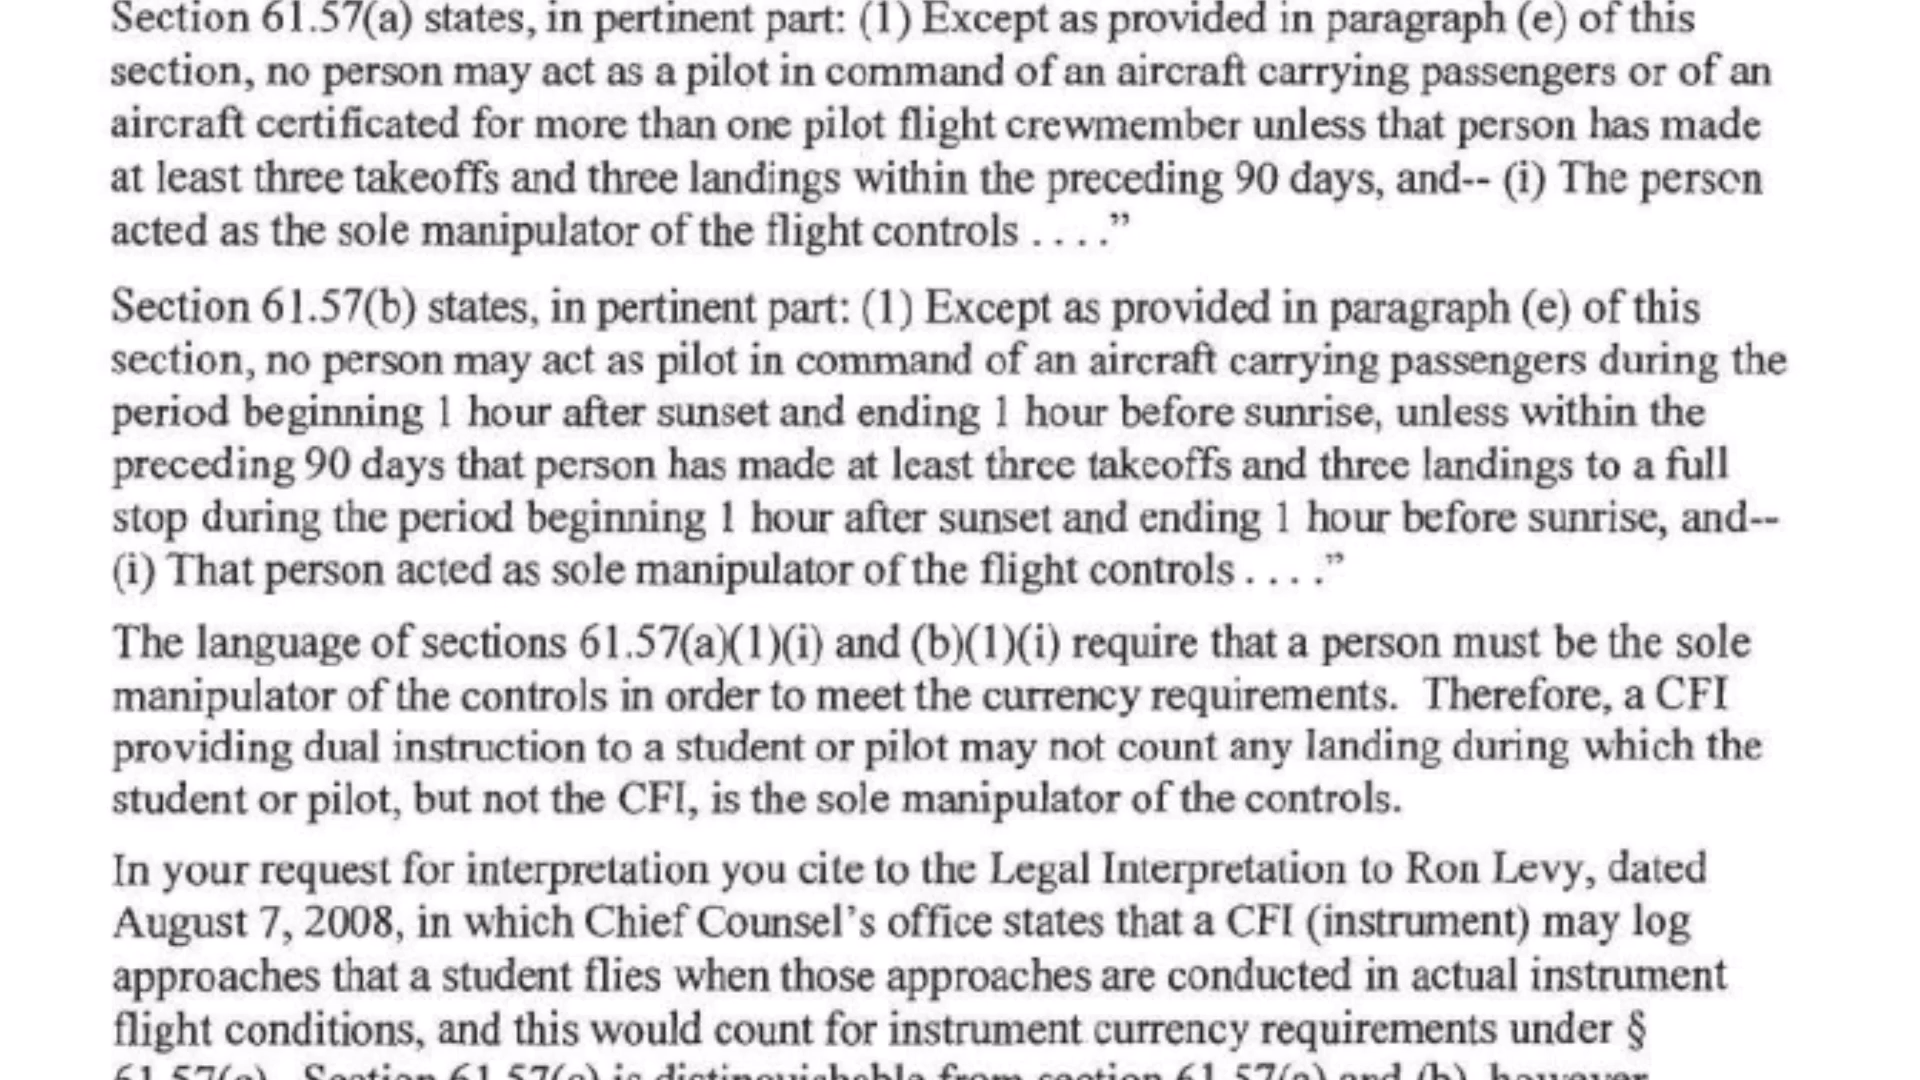 Section 61.57(a) states, in pertinent part: (1) Except as provided in paragraph (e) of this
section, no person may act as a pilot in command of an aircraft carrying passengers or of an
aircraft certificated for more than one pilot flight crewmember unless that person has made
at least three takeoffs and three landings within the preceding 90 days, and-- (i) The person
acted as the sole manipulator of the flight controls . . . .”
Section 61.57(b) states, in pertinent part: (1) Except as provided in paragraph (e) of this
section, no person may act as pilot in command of an aircraft carrying passengers during the
period beginning 1 hour after sunset and ending 1 hour before sunrise, unless within the
preceding 90 days that person has made at least three takeoffs and three landings to a full
stop during the period beginning 1 hour after sunset and ending 1 hour before sunrise, and--
(i) That person acted as sole manipulator of the flight controls . . . .”
The language of sections 61.57(a)(1)(i) and (b)(1)(i) require that a person must be the sole
manipulator of the controls in order to meet the currency requirements. Therefore, a CFI
providing dual instruction to a student or pilot may not count any landing during which the
student or pilot, but not the CFI, is the sole manipulator of the controls.
In your request for interpretation you cite to the Legal Interpretation to Ron Levy, dated
August 7, 2008, in which Chief Counsel’s office states that a CFI (instrument) may log
approaches that a student flies when those approaches are conducted in actual instrument
flight conditions, and this would count for instrument currency requirements under §
61.57(c). Section 61.57(c) is distinguishable from section 61.57(a) and (b), however